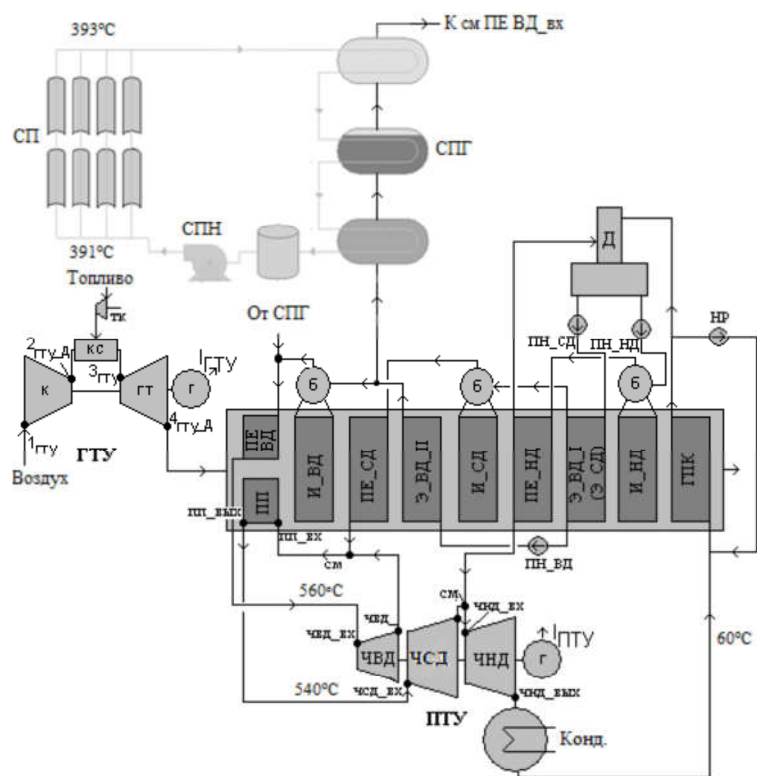 393°C
К см ПЕ ВД_вх
СП
СПГ
СПН
391°C
Топливо
тк
От СПГ
Д
НР
ПН_СД
ПН_НД
2ГТУ_Д
кс
3ГТУ
IГТУ
к
гт
г
4ГТУ_Д
1ГТУ
ГТУ
Воздух
б
б
б
ПЕ ВД
ПП
И_ВД
ПЕ_СД
Э_ВД_II
И_СД
ПЕ_НД
Э_ВД_I (Э_СД)
И_НД
ГПК
пп_вых
пп_вх
см
ПН_ВД
560°C
чвд_вх
чвд_
см
чнд_вх
IПТУ
60°C
ЧВД
ЧСД
ЧНД
г
540°C
чсд_вх
ПТУ
чнд_вых
Конд.